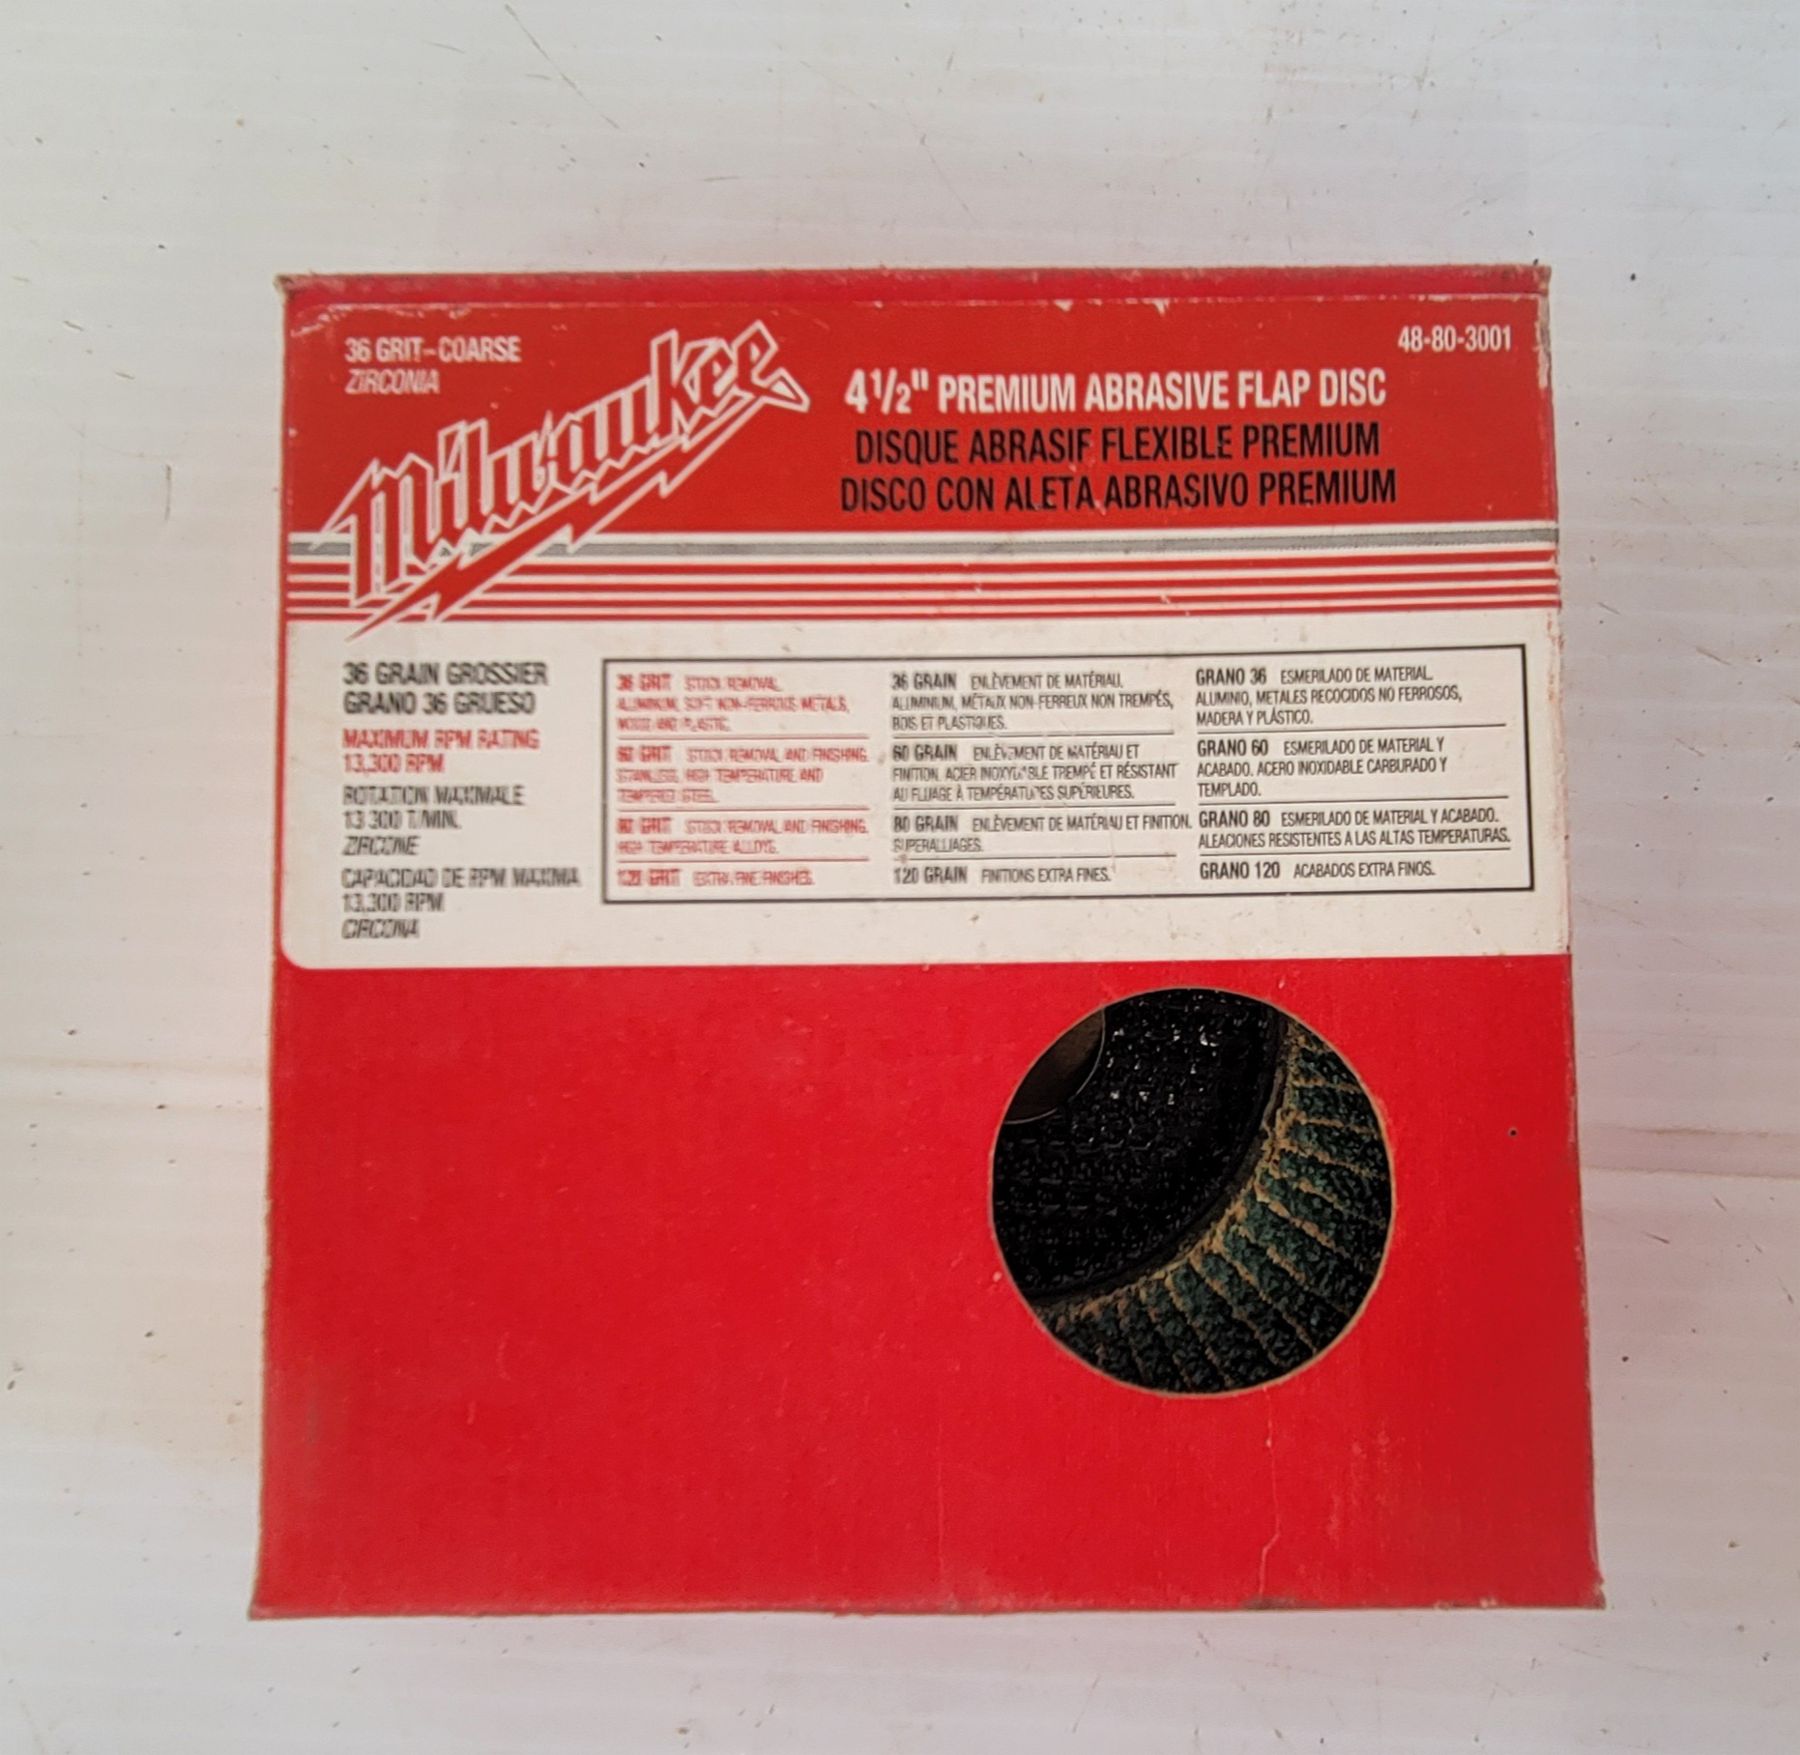 36 GRIT-COARSE
ZIRCONIA
Milwaukee
48-80-3001
4 1/2" PREMIUM ABRASIVE FLAP DISC
DISQUE ABRASIF FLEXIBLE PREMIUM
DISCO CON ALETA ABRASIVO PREMIUM
36 GRAIN GROSSIER
GRANO 36 GRUESO
MAXIMUM RPM RATING
13,300 RPM
ROTATION MAXIMALE
13 300 T/MIN.
ZIRCONE
CAPACIDAD DE RPM MAXIMA
13,300 RPM
CIRCONIA
36 GRIT STOCK REMOVAL.
ALUMINUM, SOFT NON-FERROUS METALS,
WOOD AND PLASTIC.
60 GRIT STOCK REMOVAL AND FINISHING.
STAINLESS, HIGH TEMPERATURE AND
TEMPERED STEEL.
80 GRIT STOCK REMOVAL AND FINISHING.
HIGH TEMPERATURE ALLOYS.
120 GRIT EXTRA FINE FINISHES.
36 GRAIN ENLÈVEMENT DE MATÉRIAU.
ALUMINIUM, MÉTAUX NON-FERREUX NON TREMPÉS,
BOIS ET PLASTIQUES.
60 GRAIN ENLÈVEMENT DE MATÉRIAU ET
FINITION. ACIER INOXYDABLE TREMPÉ ET RÉSISTANT
AU FLUAGE À TEMPÉRATURES SUPÉRIEURES.
80 GRAIN ENLÈVEMENT DE MATÉRIAU ET FINITION.
SUPERALLIAGES.
120 GRAIN FINITIONS EXTRA FINES.
GRANO 36 ESMERILADO DE MATERIAL.
ALUMINIO, METALES RECOCIDOS NO FERROSOS,
MADERA Y PLÁSTICO.
GRANO 60 ESMERILADO DE MATERIAL Y
ACABADO. ACERO INOXIDABLE CARBURADO Y
TEMPLADO.
GRANO 80 ESMERILADO DE MATERIAL Y ACABADO.
ALEACIONES RESISTENTES A LAS ALTAS TEMPERATURAS.
GRANO 120 ACABADOS EXTRA FINOS.